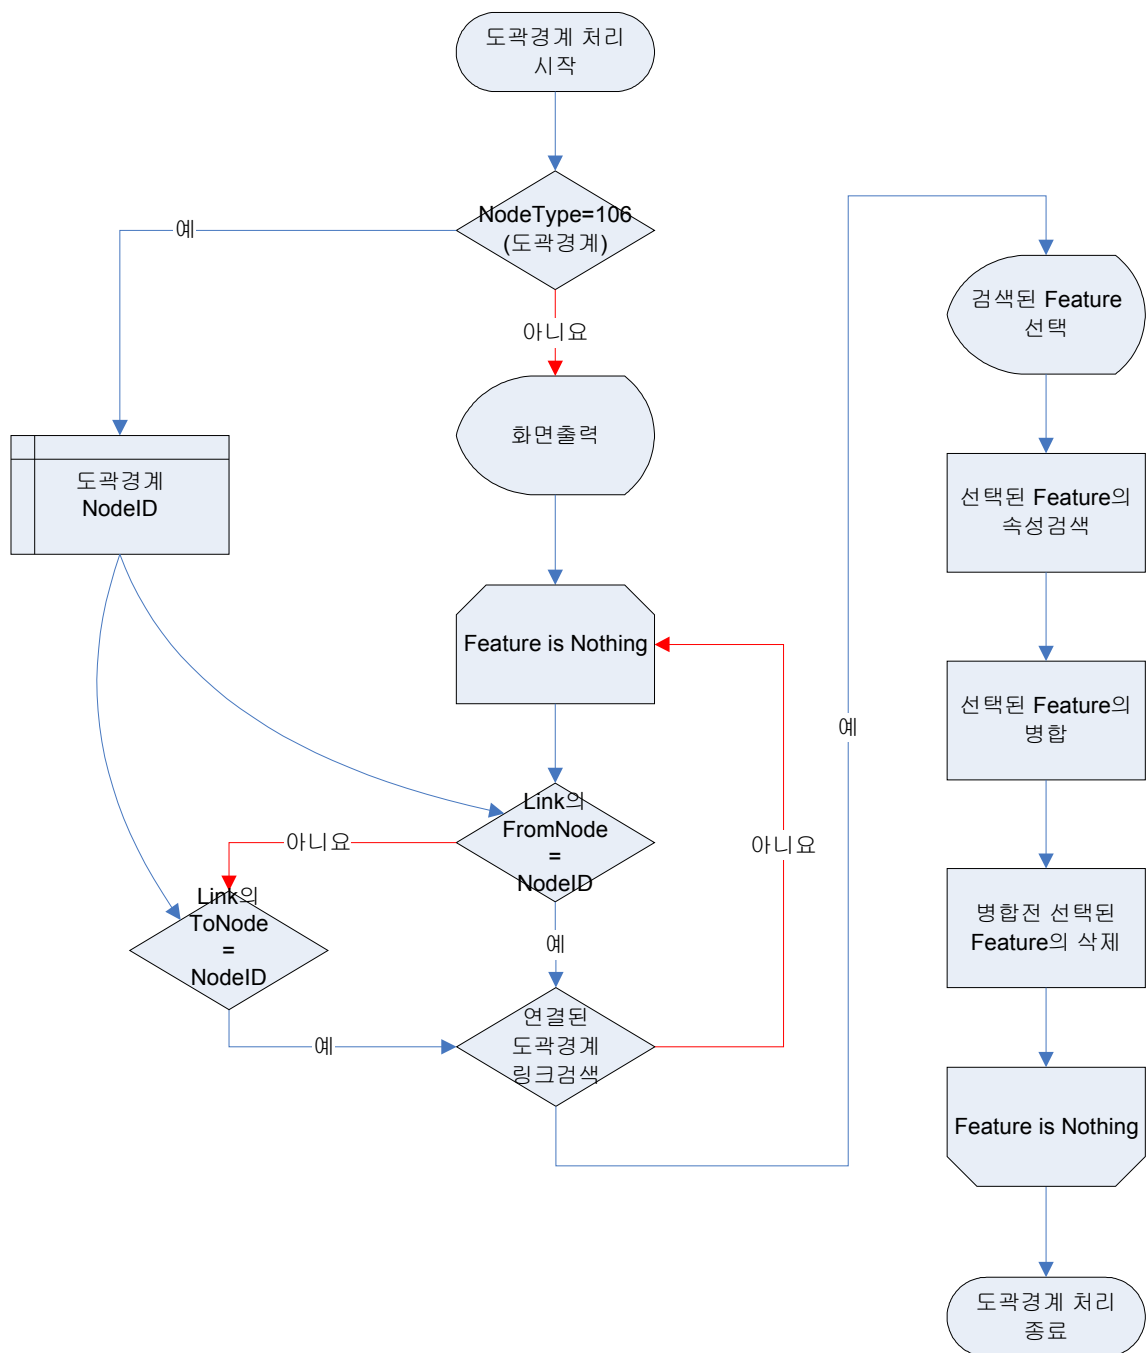 도곽경계 처리
시작
NodeType=106
(도곽경계)
예
아니요
화면출력
도곽경계
NodeID
Feature is Nothing
Link의
FromNode
=
NodeID
아니요
Link의
ToNode
=
NodeID
예
예
연결된
도곽경계
링크검색
아니요
예
검색된 Feature
선택
선택된 Feature의
속성검색
선택된 Feature의
병합
병합전 선택된
Feature의 삭제
Feature is Nothing
도곽경계 처리
종료